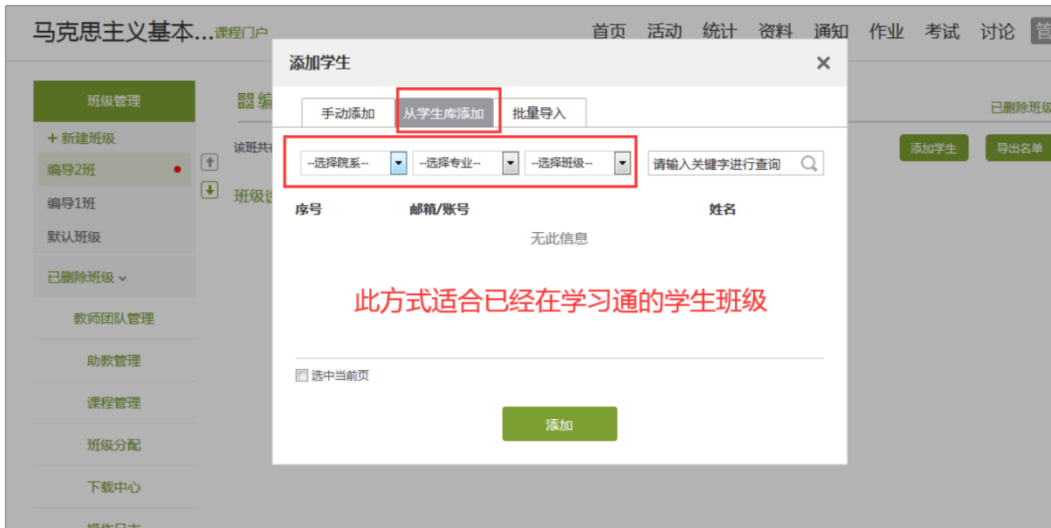 马克思主义基本...课程门户
首页 活动 统计 资料 通知 作业 考试 讨论 管
添加学生
班级管理
编
手动添加 从学生库添加 批量导入
已删除班级
+ 新建班级
该班共
添加学生 导出名单
编导2班
--选择院系-- --选择专业-- --选择班级-- 请输入关键字进行查询
班级设
编导1班
序号 邮箱/账号 姓名
默认班级
无此信息
已删除班级
此方式适合已经在学习通的学生班级
教师团队管理
助教管理
选中当前页
课程管理
添加
班级分配
下载中心
操作日志